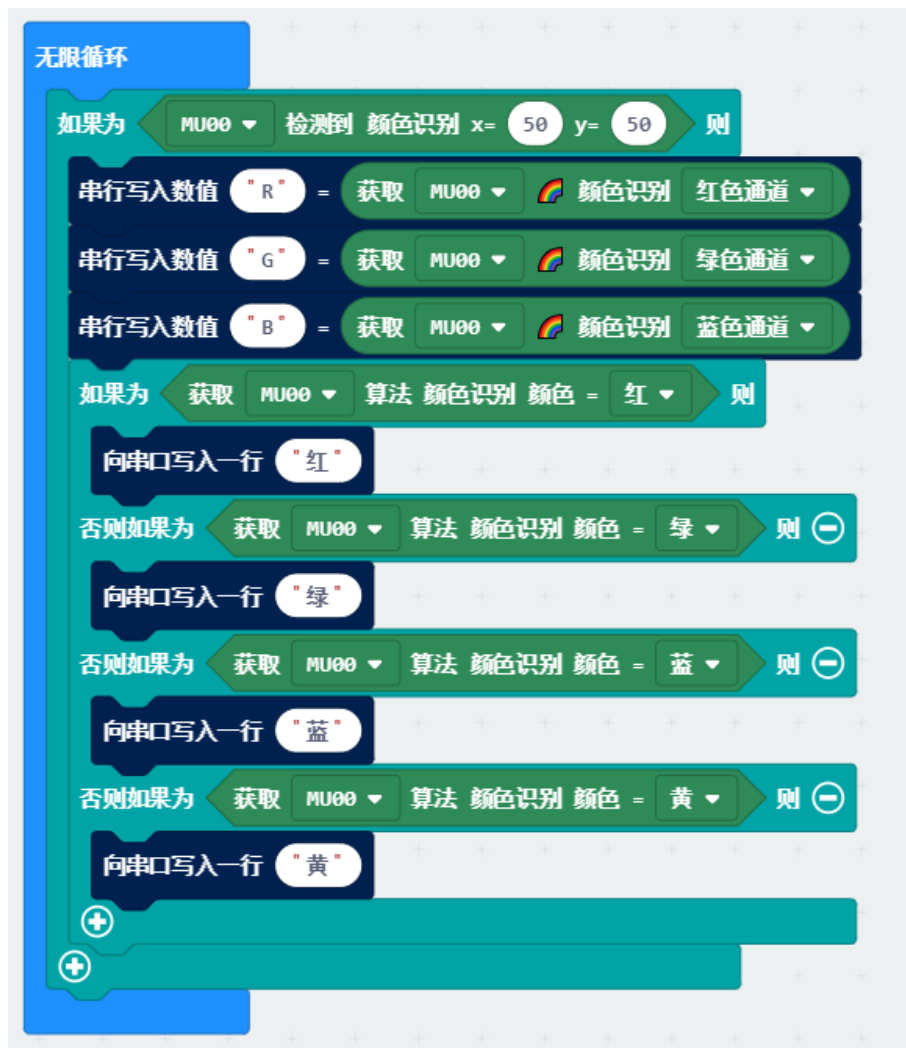 无限循环
如果为 MU00 检测到 颜色识别 x= 50 y= 50 则
串行写入数值 "R" = 获取 MU00 颜色识别 红色通道
串行写入数值 "G" = 获取 MU00 颜色识别 绿色通道
串行写入数值 "B" = 获取 MU00 颜色识别 蓝色通道
如果为 获取 MU00 算法 颜色识别 颜色 = 红 则
向串口写入一行 "红"
否则如果为 获取 MU00 算法 颜色识别 颜色 = 绿 则
向串口写入一行 "绿"
否则如果为 获取 MU00 算法 颜色识别 颜色 = 蓝 则
向串口写入一行 "蓝"
否则如果为 获取 MU00 算法 颜色识别 颜色 = 黄 则
向串口写入一行 "黄"